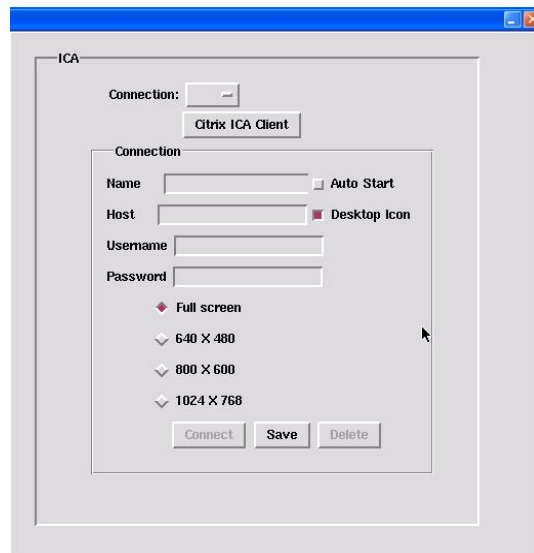 ICA
Connection:
Citrix ICA Client
Connection
Name
Auto Start
Host
Desktop Icon
Username
Password
Full screen
640 X 480
800 X 600
1024 X 768
Connect Save Delete